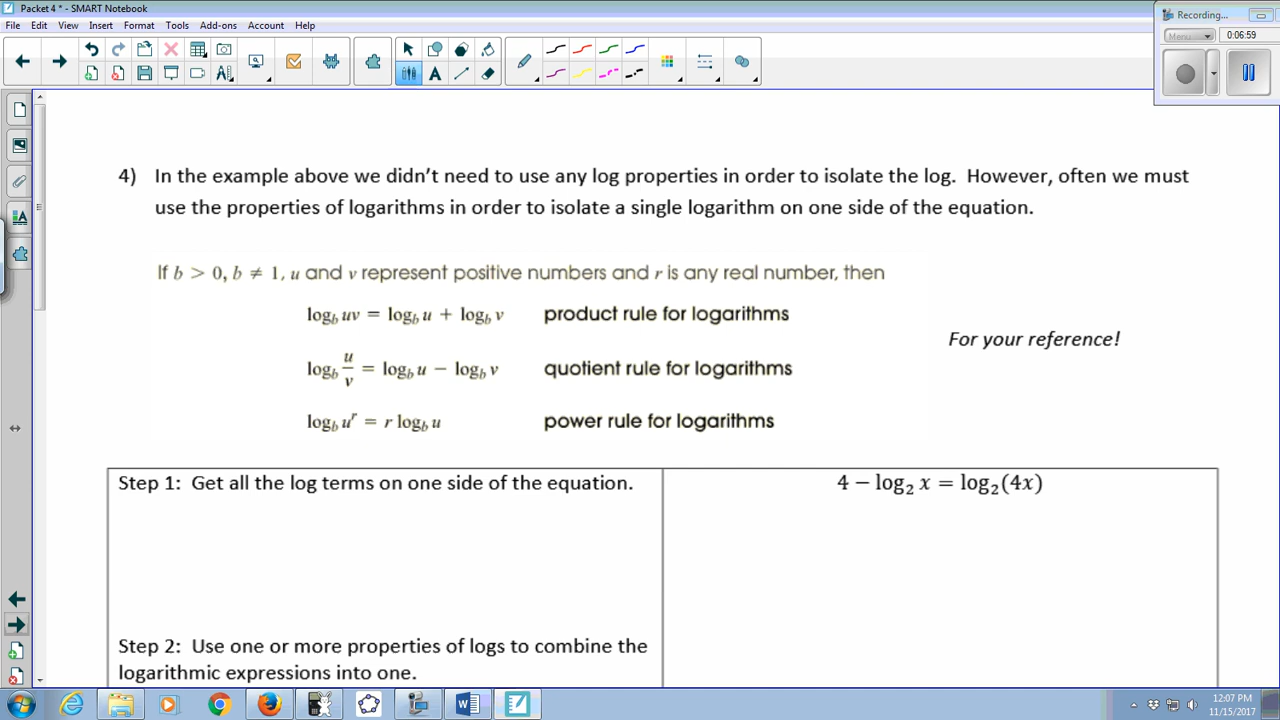 Packet 4 * - SMART Notebook
File Edit View Insert Format Tools Add-ons Account Help
Recording...
Menu
0:06:59
4) In the example above we didn't need to use any log properties in order to isolate the log. However, often we must
use the properties of logarithms in order to isolate a single logarithm on one side of the equation.
If b > 0, b ≠ 1, u and v represent positive numbers and r is any real number, then
log_b uv = log_b u + log_b v product rule for logarithms
For your reference!
log_b u/v = log_b u − log_b v quotient rule for logarithms
log_b u^r = r log_b u power rule for logarithms
Step 1: Get all the log terms on one side of the equation.
4 − log₂ x = log₂(4x)
Step 2: Use one or more properties of logs to combine the
logarithmic expressions into one.
12:07 PM
11/15/2017